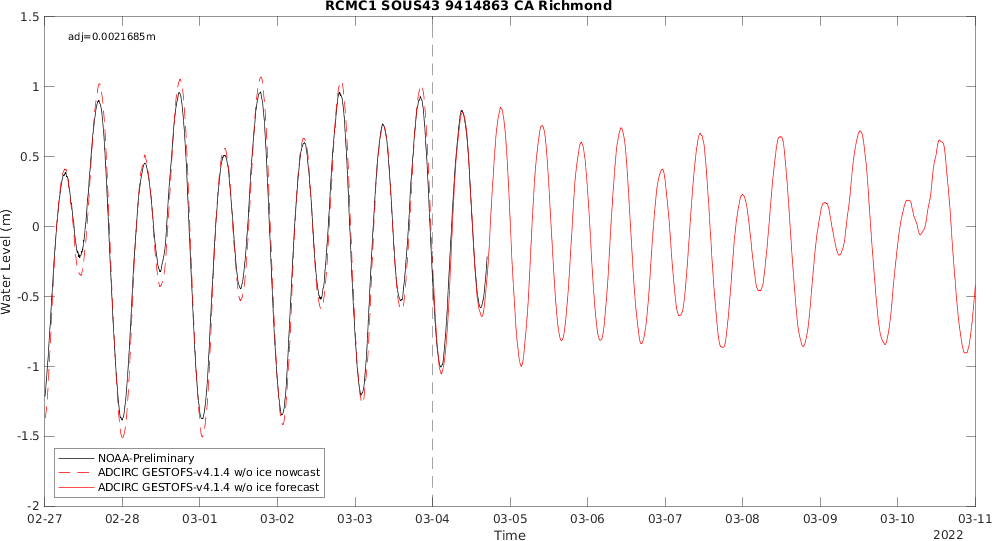 RCMC1 SOUS43 9414863 CA Richmond
adj=0.0021685m
1.5
1
0.5
0
-0.5
-1
-1.5
-2
Water Level (m)
NOAA-Preliminary
ADCIRC GESTOFS-v4.1.4 w/o ice nowcast
ADCIRC GESTOFS-v4.1.4 w/o ice forecast
02-27 02-28 03-01 03-02 03-03 03-04 03-05 03-06 03-07 03-08 03-09 03-10 03-11
Time
2022